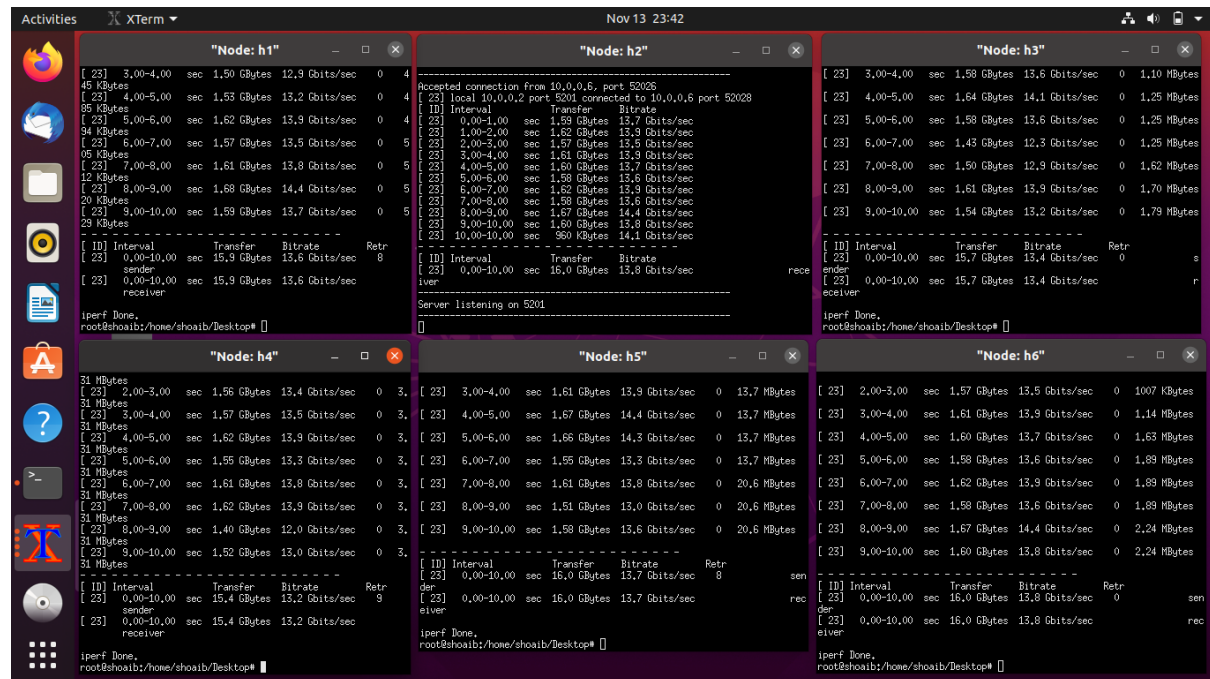 Activities XTerm Nov 13 23:42
"Node: h1"
[ 23] 3.00-4.00 sec 1.50 GBytes 12.9 Gbits/sec 0 4
45 KBytes
[ 23] 4.00-5.00 sec 1.53 GBytes 13.2 Gbits/sec 0 4
85 KBytes
[ 23] 5.00-6.00 sec 1.62 GBytes 13.9 Gbits/sec 0 4
94 KBytes
[ 23] 6.00-7.00 sec 1.57 GBytes 13.5 Gbits/sec 0 5
05 KBytes
[ 23] 7.00-8.00 sec 1.61 GBytes 13.8 Gbits/sec 0 5
12 KBytes
[ 23] 8.00-9.00 sec 1.68 GBytes 14.4 Gbits/sec 0 5
20 KBytes
[ 23] 9.00-10.00 sec 1.59 GBytes 13.7 Gbits/sec 0 5
29 KBytes
- - - - - - - - - - - - - - - - - - - - - - - - -
[ ID] Interval Transfer Bitrate Retr
[ 23] 0.00-10.00 sec 15.9 GBytes 13.6 Gbits/sec 8
sender
[ 23] 0.00-10.00 sec 15.9 GBytes 13.6 Gbits/sec
receiver
iperf Done.
root@shoaib:/home/shoaib/Desktop#
"Node: h2"
-----------------------------------------------------------
Accepted connection from 10.0.0.6, port 52026
[ 23] local 10.0.0.2 port 5201 connected to 10.0.0.6 port 52028
[ ID] Interval Transfer Bitrate
[ 23] 0.00-1.00 sec 1.59 GBytes 13.7 Gbits/sec
[ 23] 1.00-2.00 sec 1.62 GBytes 13.9 Gbits/sec
[ 23] 2.00-3.00 sec 1.57 GBytes 13.5 Gbits/sec
[ 23] 3.00-4.00 sec 1.61 GBytes 13.9 Gbits/sec
[ 23] 4.00-5.00 sec 1.60 GBytes 13.7 Gbits/sec
[ 23] 5.00-6.00 sec 1.58 GBytes 13.6 Gbits/sec
[ 23] 6.00-7.00 sec 1.62 GBytes 13.9 Gbits/sec
[ 23] 7.00-8.00 sec 1.58 GBytes 13.6 Gbits/sec
[ 23] 8.00-9.00 sec 1.67 GBytes 14.4 Gbits/sec
[ 23] 9.00-10.00 sec 1.60 GBytes 13.8 Gbits/sec
[ 23] 10.00-10.00 sec 960 KBytes 14.1 Gbits/sec
- - - - - - - - - - - - - - - - - - - - - - - - -
[ ID] Interval Transfer Bitrate
[ 23] 0.00-10.00 sec 16.0 GBytes 13.8 Gbits/sec rece
iver
-----------------------------------------------------------
Server listening on 5201
-----------------------------------------------------------
"Node: h3"
[ 23] 3.00-4.00 sec 1.58 GBytes 13.6 Gbits/sec 0 1.10 MBytes
[ 23] 4.00-5.00 sec 1.64 GBytes 14.1 Gbits/sec 0 1.25 MBytes
[ 23] 5.00-6.00 sec 1.58 GBytes 13.6 Gbits/sec 0 1.25 MBytes
[ 23] 6.00-7.00 sec 1.43 GBytes 12.3 Gbits/sec 0 1.25 MBytes
[ 23] 7.00-8.00 sec 1.50 GBytes 12.9 Gbits/sec 0 1.62 MBytes
[ 23] 8.00-9.00 sec 1.61 GBytes 13.9 Gbits/sec 0 1.70 MBytes
[ 23] 9.00-10.00 sec 1.54 GBytes 13.2 Gbits/sec 0 1.79 MBytes
- - - - - - - - - - - - - - - - - - - - - - - - -
[ ID] Interval Transfer Bitrate Retr
[ 23] 0.00-10.00 sec 15.7 GBytes 13.4 Gbits/sec 0 s
ender
[ 23] 0.00-10.00 sec 15.7 GBytes 13.4 Gbits/sec r
eceiver
iperf Done.
root@shoaib:/home/shoaib/Desktop#
"Node: h4"
31 MBytes
[ 23] 2.00-3.00 sec 1.56 GBytes 13.4 Gbits/sec 0 3.
31 MBytes
[ 23] 3.00-4.00 sec 1.57 GBytes 13.5 Gbits/sec 0 3.
31 MBytes
[ 23] 4.00-5.00 sec 1.62 GBytes 13.9 Gbits/sec 0 3.
31 MBytes
[ 23] 5.00-6.00 sec 1.55 GBytes 13.3 Gbits/sec 0 3.
31 MBytes
[ 23] 6.00-7.00 sec 1.61 GBytes 13.8 Gbits/sec 0 3.
31 MBytes
[ 23] 7.00-8.00 sec 1.62 GBytes 13.9 Gbits/sec 0 3.
31 MBytes
[ 23] 8.00-9.00 sec 1.40 GBytes 12.0 Gbits/sec 0 3.
31 MBytes
[ 23] 9.00-10.00 sec 1.52 GBytes 13.0 Gbits/sec 0 3.
31 MBytes
- - - - - - - - - - - - - - - - - - - - - - - - -
[ ID] Interval Transfer Bitrate Retr
[ 23] 0.00-10.00 sec 15.4 GBytes 13.2 Gbits/sec 9
sender
[ 23] 0.00-10.00 sec 15.4 GBytes 13.2 Gbits/sec
receiver
iperf Done.
root@shoaib:/home/shoaib/Desktop#
"Node: h5"
[ 23] 3.00-4.00 sec 1.61 GBytes 13.9 Gbits/sec 0 13.7 MBytes
[ 23] 4.00-5.00 sec 1.67 GBytes 14.4 Gbits/sec 0 13.7 MBytes
[ 23] 5.00-6.00 sec 1.66 GBytes 14.3 Gbits/sec 0 13.7 MBytes
[ 23] 6.00-7.00 sec 1.55 GBytes 13.3 Gbits/sec 0 13.7 MBytes
[ 23] 7.00-8.00 sec 1.61 GBytes 13.8 Gbits/sec 0 20.6 MBytes
[ 23] 8.00-9.00 sec 1.51 GBytes 13.0 Gbits/sec 0 20.6 MBytes
[ 23] 9.00-10.00 sec 1.58 GBytes 13.6 Gbits/sec 0 20.6 MBytes
- - - - - - - - - - - - - - - - - - - - - - - - -
[ ID] Interval Transfer Bitrate Retr
[ 23] 0.00-10.00 sec 16.0 GBytes 13.7 Gbits/sec 8 sen
der
[ 23] 0.00-10.00 sec 16.0 GBytes 13.7 Gbits/sec rec
eiver
iperf Done.
root@shoaib:/home/shoaib/Desktop#
"Node: h6"
[ 23] 2.00-3.00 sec 1.57 GBytes 13.5 Gbits/sec 0 1007 KBytes
[ 23] 3.00-4.00 sec 1.61 GBytes 13.9 Gbits/sec 0 1.14 MBytes
[ 23] 4.00-5.00 sec 1.60 GBytes 13.7 Gbits/sec 0 1.63 MBytes
[ 23] 5.00-6.00 sec 1.58 GBytes 13.6 Gbits/sec 0 1.89 MBytes
[ 23] 6.00-7.00 sec 1.62 GBytes 13.9 Gbits/sec 0 1.89 MBytes
[ 23] 7.00-8.00 sec 1.58 GBytes 13.6 Gbits/sec 0 1.89 MBytes
[ 23] 8.00-9.00 sec 1.67 GBytes 14.4 Gbits/sec 0 2.24 MBytes
[ 23] 9.00-10.00 sec 1.60 GBytes 13.8 Gbits/sec 0 2.24 MBytes
- - - - - - - - - - - - - - - - - - - - - - - - -
[ ID] Interval Transfer Bitrate Retr
[ 23] 0.00-10.00 sec 16.0 GBytes 13.8 Gbits/sec 0 sen
der
[ 23] 0.00-10.00 sec 16.0 GBytes 13.8 Gbits/sec rec
eiver
iperf Done.
root@shoaib:/home/shoaib/Desktop#